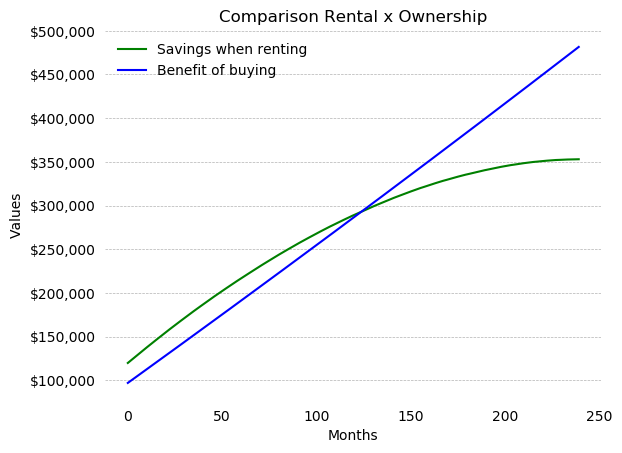 Comparison Rental x Ownership
$500,000
$450,000
$400,000
$350,000
$300,000
$250,000
$200,000
$150,000
$100,000
Values
Savings when renting
Benefit of buying
0 50 100 150 200 250
Months